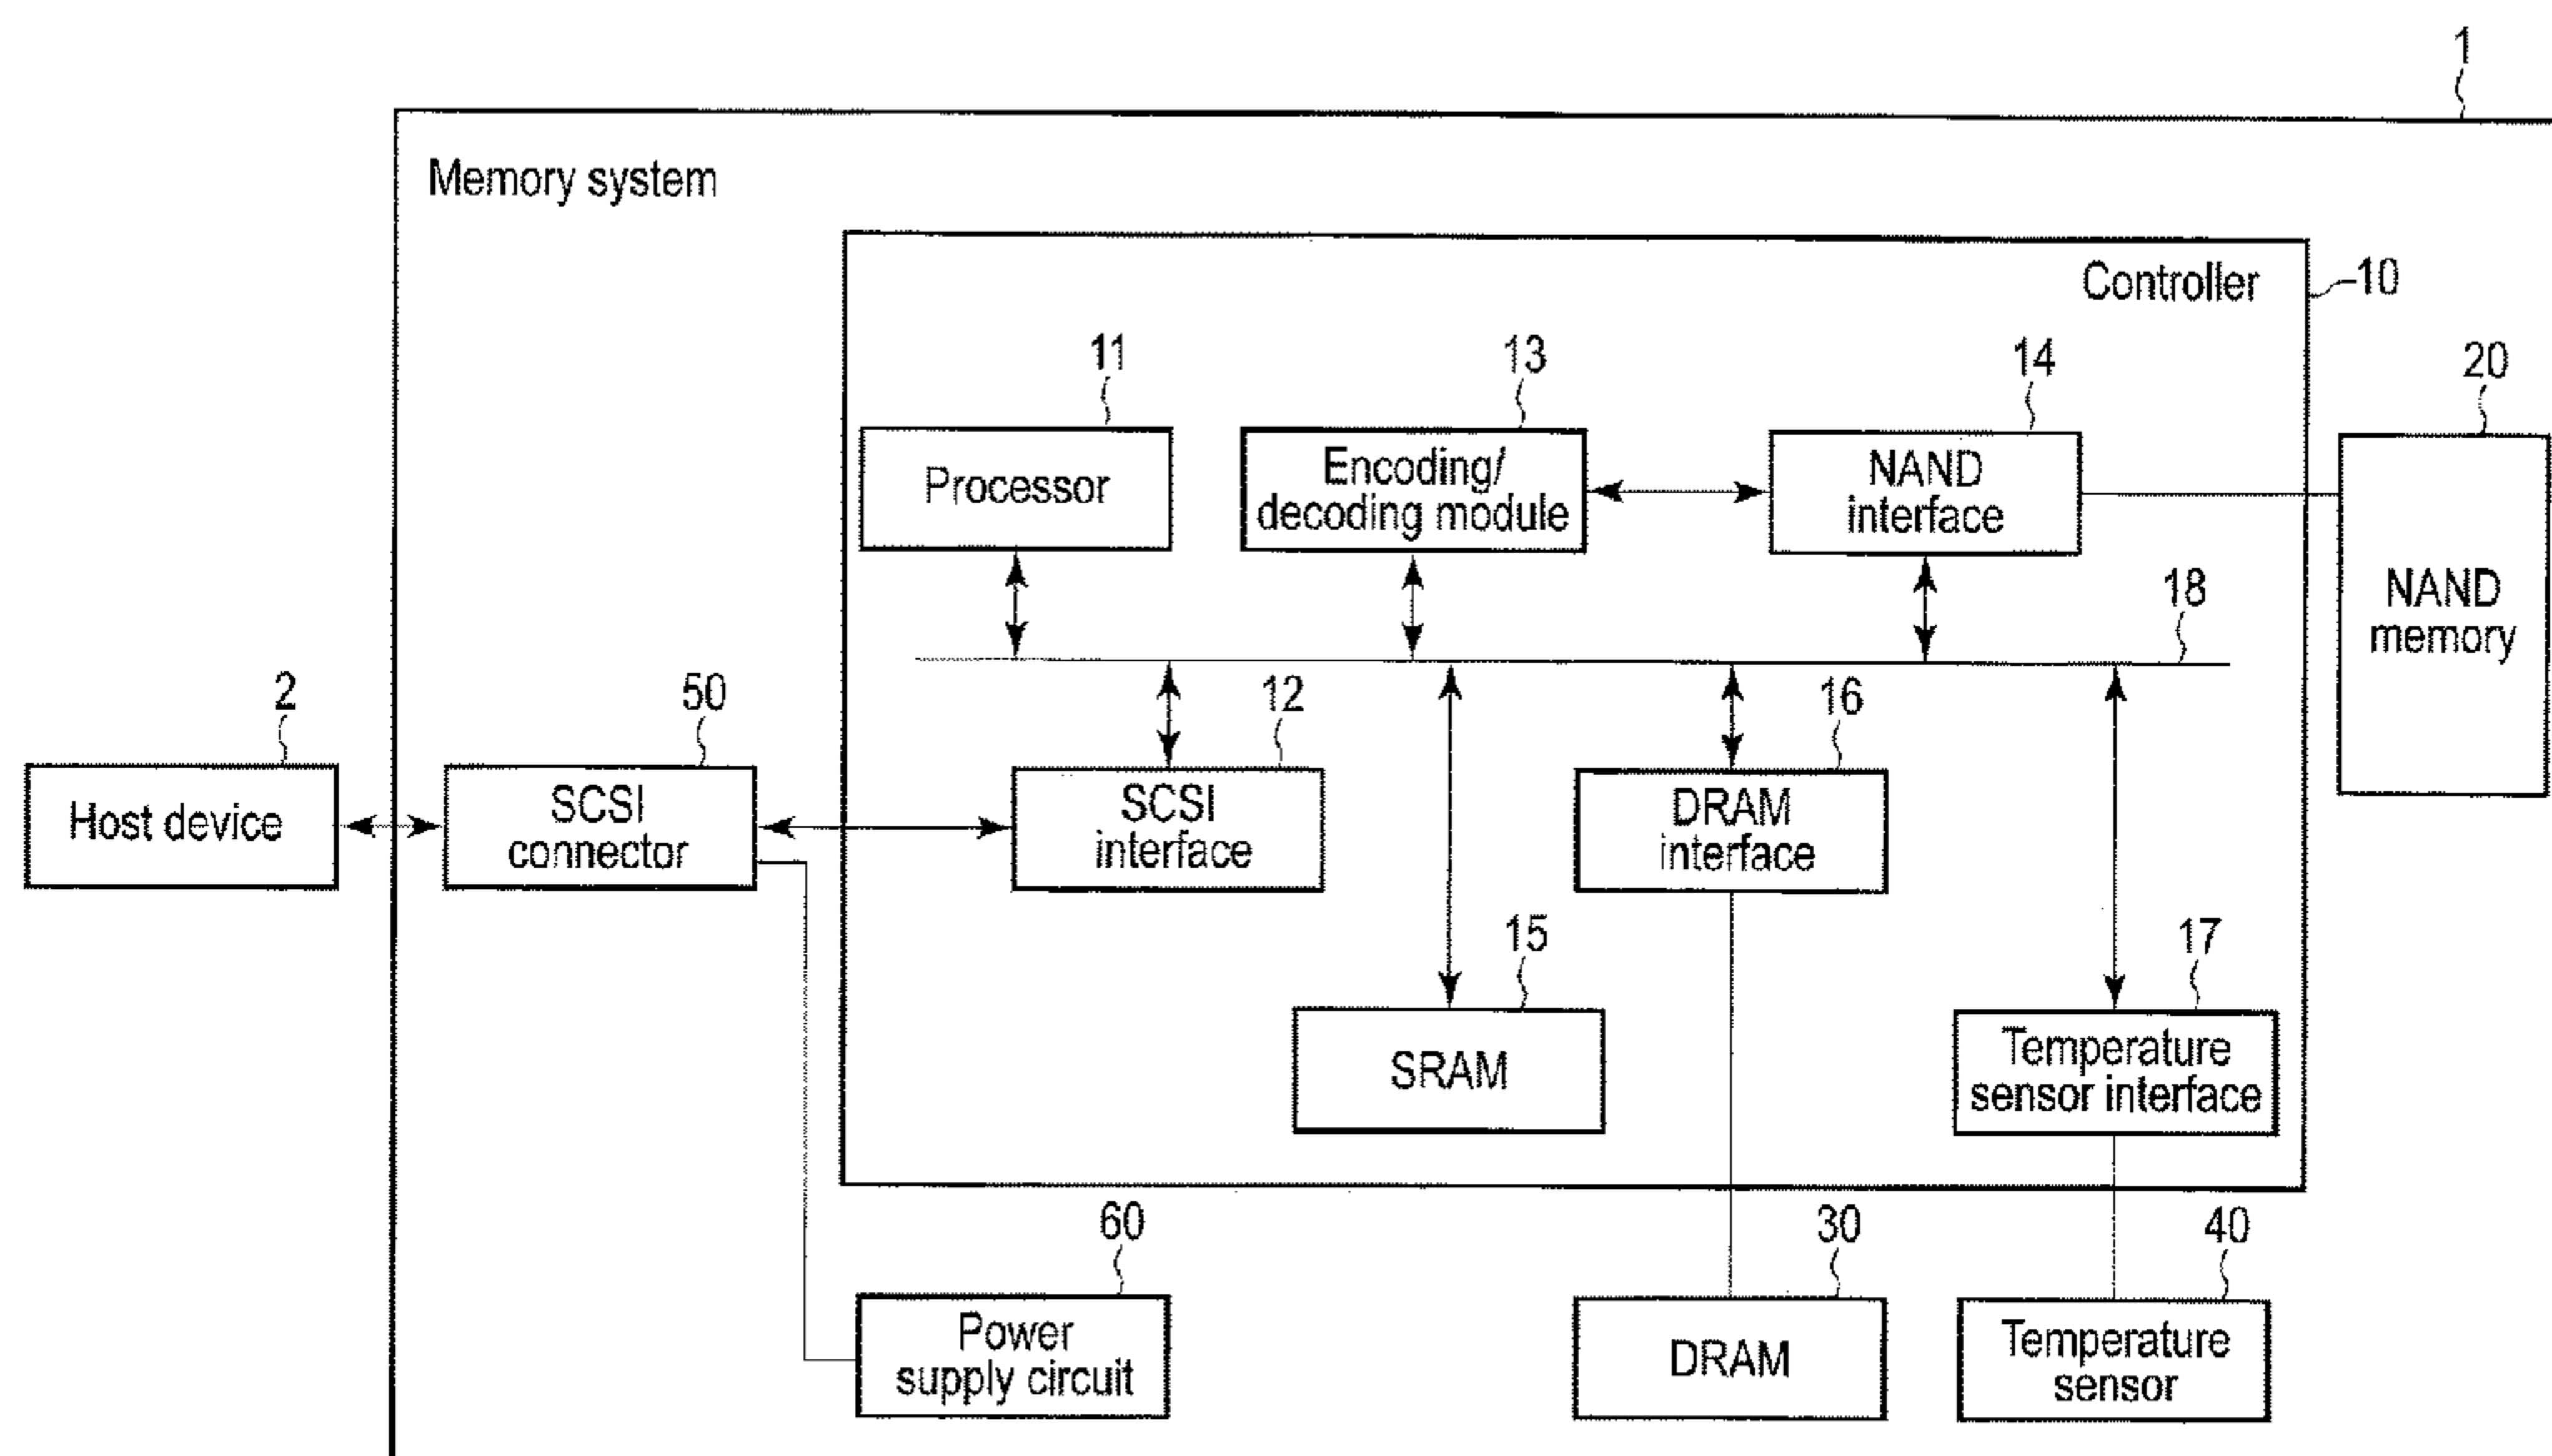 1
Memory system
Controller
10
11
13
14
20
Processor
Encoding/
decoding module
NAND
interface
NAND
memory
18
2
50
12
16
Host device
SCSI
connector
SCSI
interface
DRAM
interface
15
17
SRAM
Temperature
sensor interface
60
30
40
Power
supply circuit
DRAM
Temperature
sensor